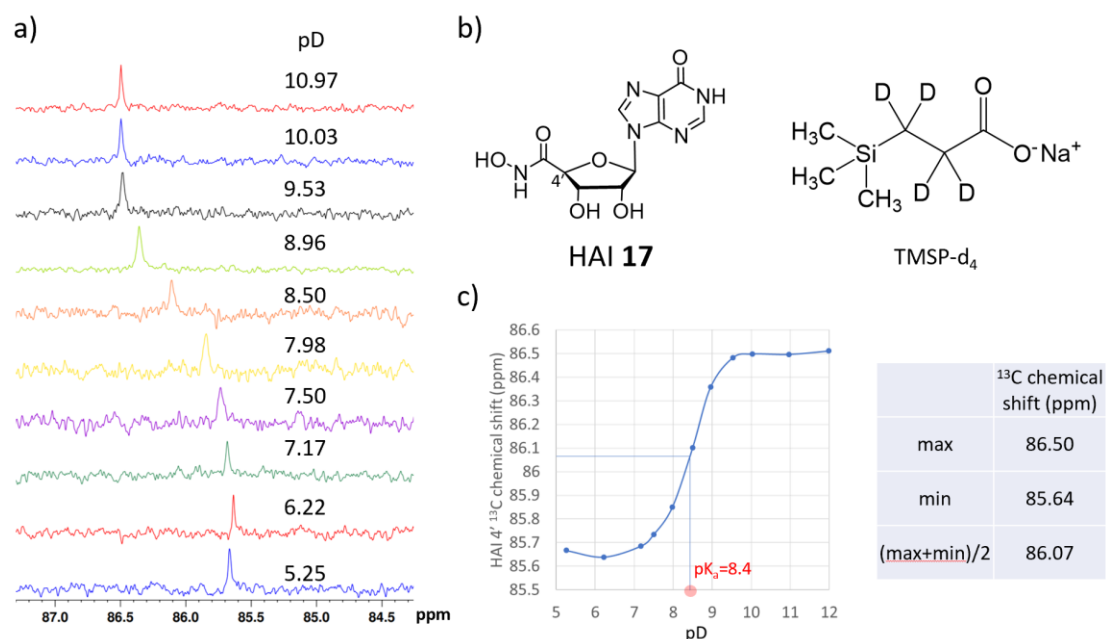 a)
pD
10.97
10.03
9.53
8.96
8.50
7.98
7.50
7.17
6.22
5.25
87.0 86.5 86.0 85.5 85.0 84.5 ppm
b)
O
N
N
NH
N
N
O
HO
N
H
4'
O
OH OH
HAI 17
D D
O
H₃C
H₃C
Si
O⁻Na⁺
H₃C
D D
TMSP-d₄
c)
HAI 4' ¹³C chemical shift (ppm)
86.6
86.5
86.4
86.3
86.2
86.1
86
85.9
85.8
85.7
85.6
85.5
pKₐ=8.4
5 6 7 8 9 10 11 12
pD
¹³C chemical shift (ppm)
max 86.50
min 85.64
(max+min)/2 86.07